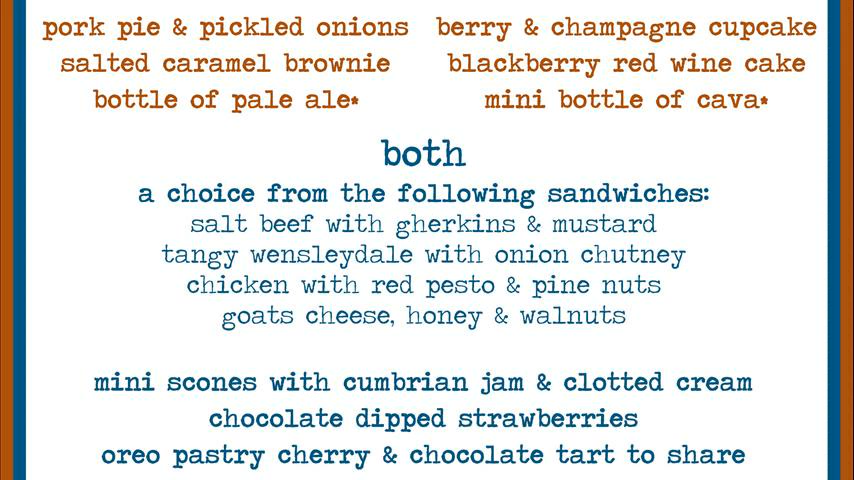 pork pie & pickled onions
salted caramel brownie
bottle of pale ale*
berry & champagne cupcake
blackberry red wine cake
mini bottle of cava*
both
a choice from the following sandwiches:
salt beef with gherkins & mustard
tangy wensleydale with onion chutney
chicken with red pesto & pine nuts
goats cheese, honey & walnuts
mini scones with cumbrian jam & clotted cream
chocolate dipped strawberries
oreo pastry cherry & chocolate tart to share